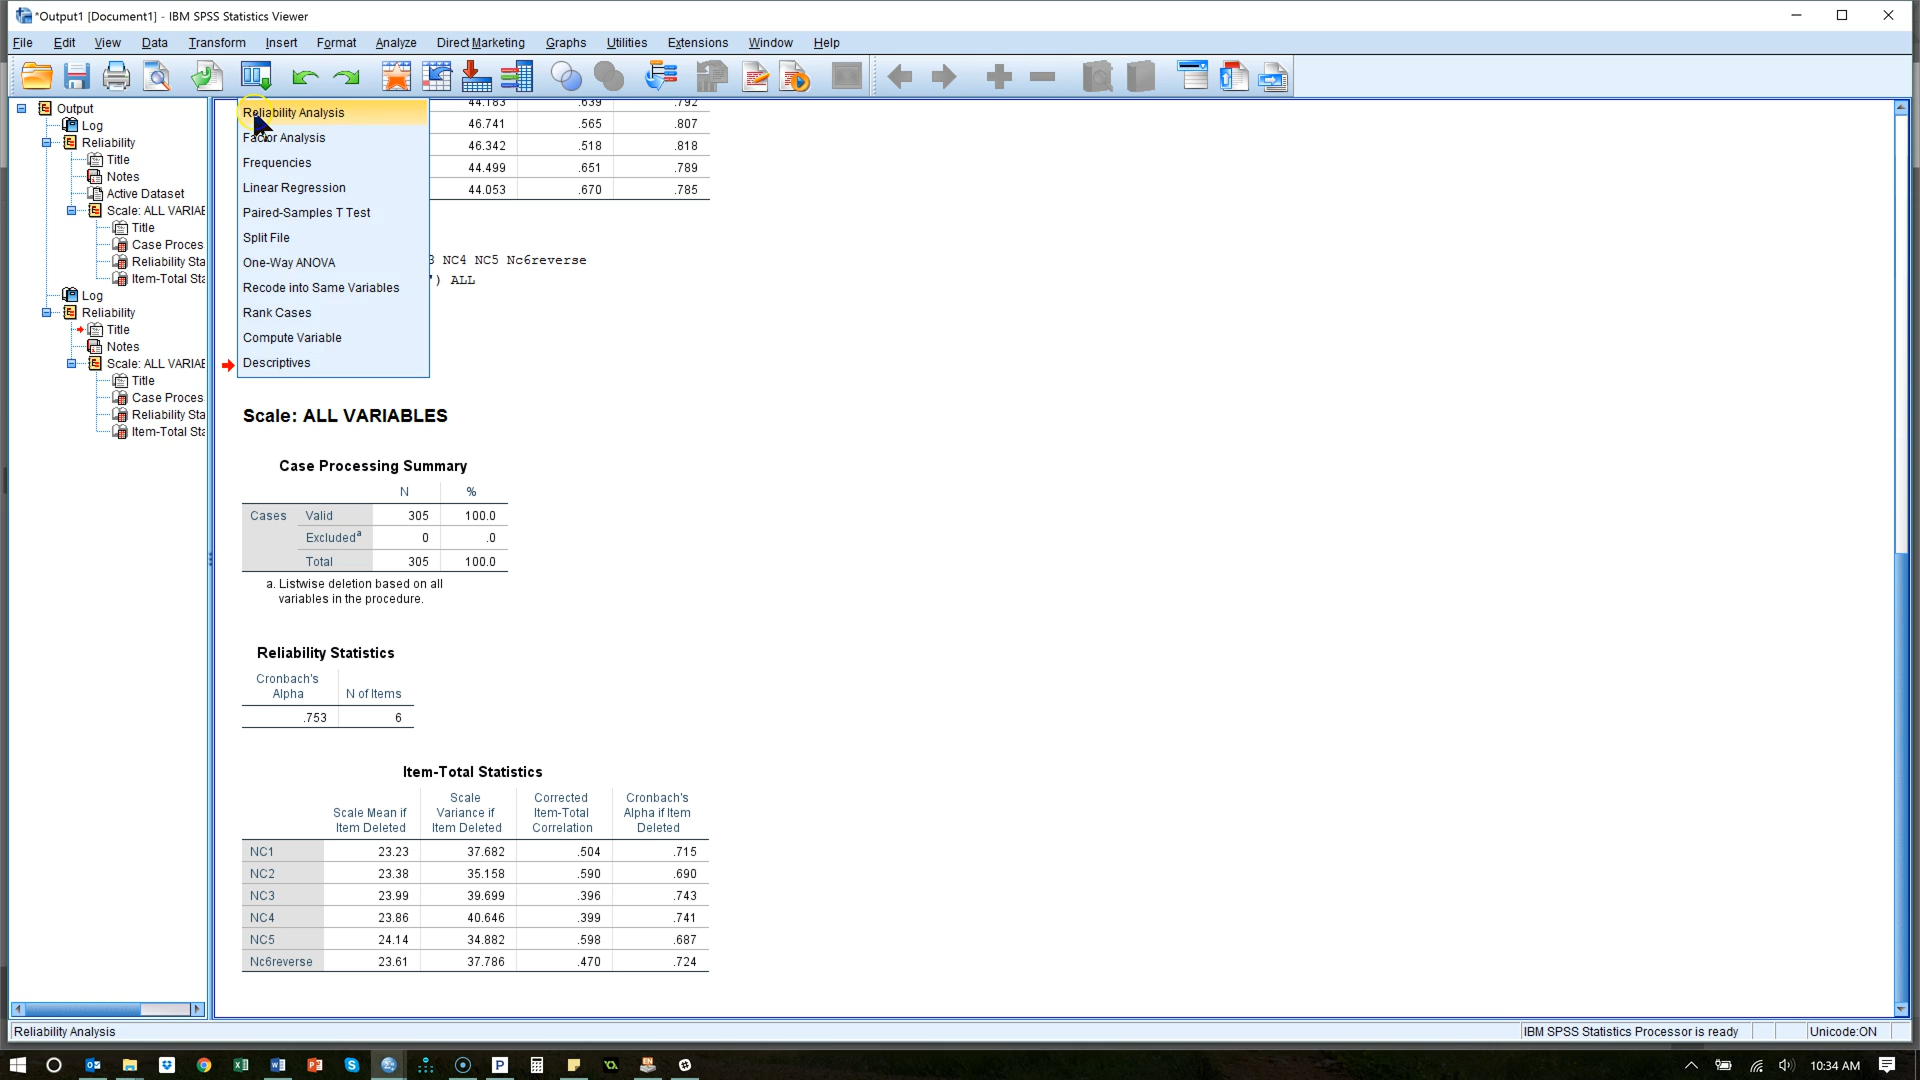 *Output1 [Document1] - IBM SPSS Statistics Viewer
File Edit View Data Transform Insert Format Analyze Direct Marketing Graphs Utilities Extensions Window Help
Output
Log
Reliability
Title
Notes
Active Dataset
Scale: ALL VARIAE
Title
Case Proces
Reliability Sta
Item-Total Sta
Log
Reliability
Title
Notes
Scale: ALL VARIAE
Title
Case Proces
Reliability Sta
Item-Total Sta
Reliability Analysis
Factor Analysis
Frequencies
Linear Regression
Paired-Samples T Test
Split File
One-Way ANOVA
Recode into Same Variables
Rank Cases
Compute Variable
Descriptives
44.183 .639 .792
46.741 .565 .807
46.342 .518 .818
44.499 .651 .789
44.053 .670 .785
3 NC4 NC5 Nc6reverse
') ALL
Scale: ALL VARIABLES
Case Processing Summary
N %
Cases Valid 305 100.0
Excludedª 0 .0
Total 305 100.0
a. Listwise deletion based on all
variables in the procedure.
Reliability Statistics
Cronbach's
Alpha N of Items
.753 6
Item-Total Statistics
Scale Mean if
Item Deleted
Scale
Variance if
Item Deleted
Corrected
Item-Total
Correlation
Cronbach's
Alpha if Item
Deleted
NC1 23.23 37.682 .504 .715
NC2 23.38 35.158 .590 .690
NC3 23.99 39.699 .396 .743
NC4 23.86 40.646 .399 .741
NC5 24.14 34.882 .598 .687
Nc6reverse 23.61 37.786 .470 .724
Reliability Analysis
IBM SPSS Statistics Processor is ready
Unicode:ON
10:34 AM